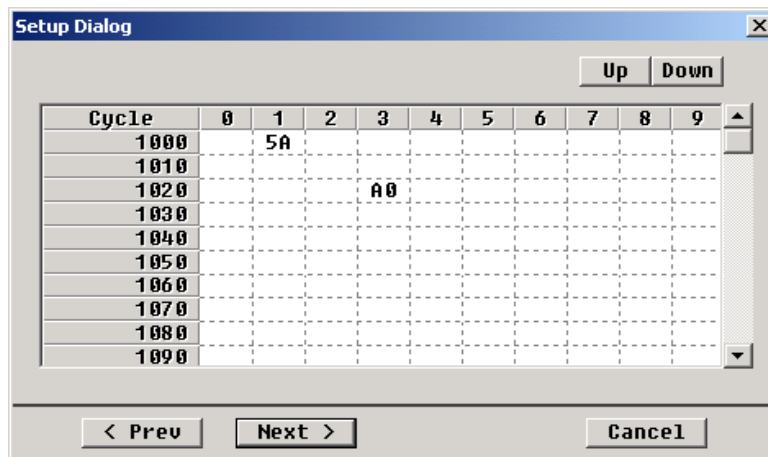 Setup Dialog
Up Down
Cycle 0 1 2 3 4 5 6 7 8 9
1000 5A
1010
1020 A0
1030
1040
1050
1060
1070
1080
1090
< Prev Next > Cancel